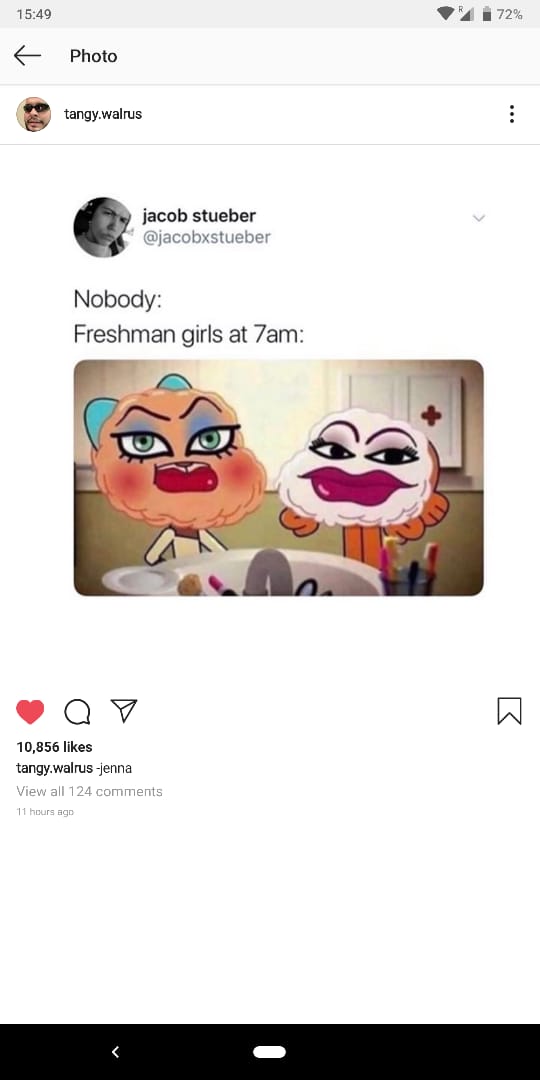 15:49
R
72%
Photo
tangy.walrus
jacob stueber
@jacobxstueber
Nobody:
Freshman girls at 7am:
10,856 likes
tangy.walrus -jenna
View all 124 comments
11 hours ago